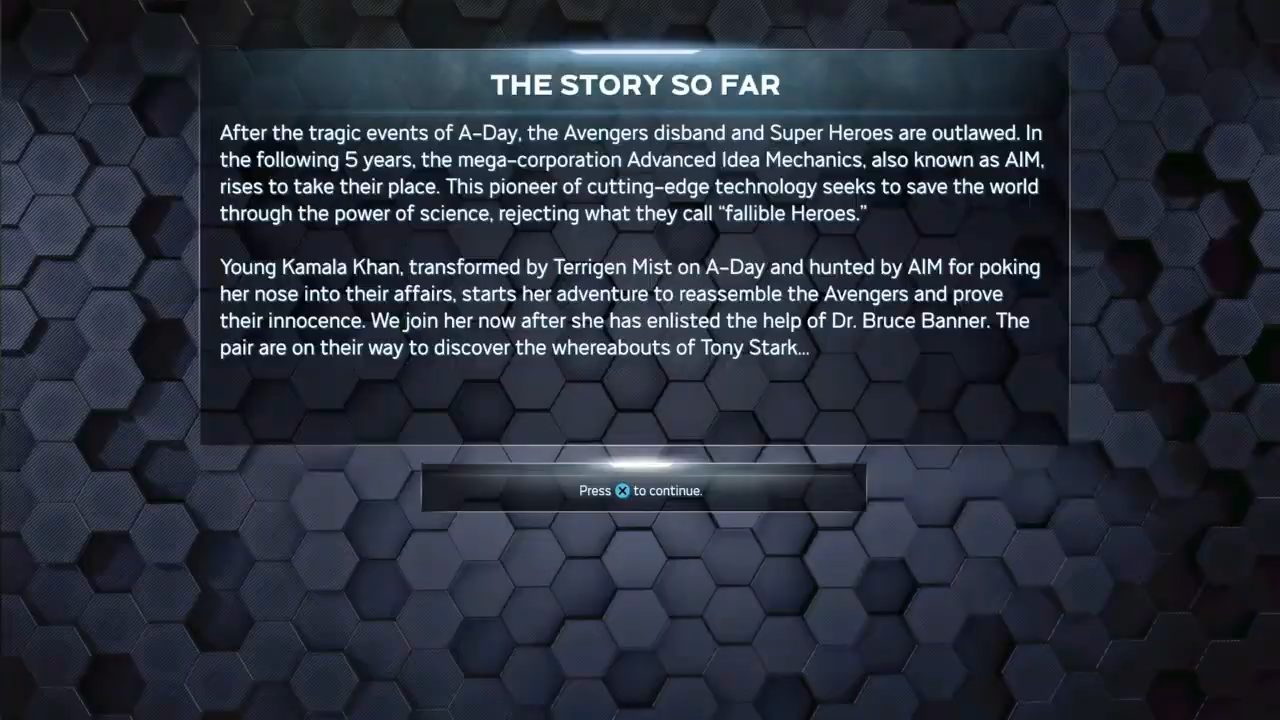 THE STORY SO FAR
After the tragic events of A-Day, the Avengers disband and Super Heroes are outlawed. In
the following 5 years, the mega-corporation Advanced Idea Mechanics, also known as AIM,
rises to take their place. This pioneer of cutting-edge technology seeks to save the world
through the power of science, rejecting what they call “fallible Heroes.”
Young Kamala Khan, transformed by Terrigen Mist on A-Day and hunted by AIM for poking
her nose into their affairs, starts her adventure to reassemble the Avengers and prove
their innocence. We join her now after she has enlisted the help of Dr. Bruce Banner. The
pair are on their way to discover the whereabouts of Tony Stark...
Press X to continue.